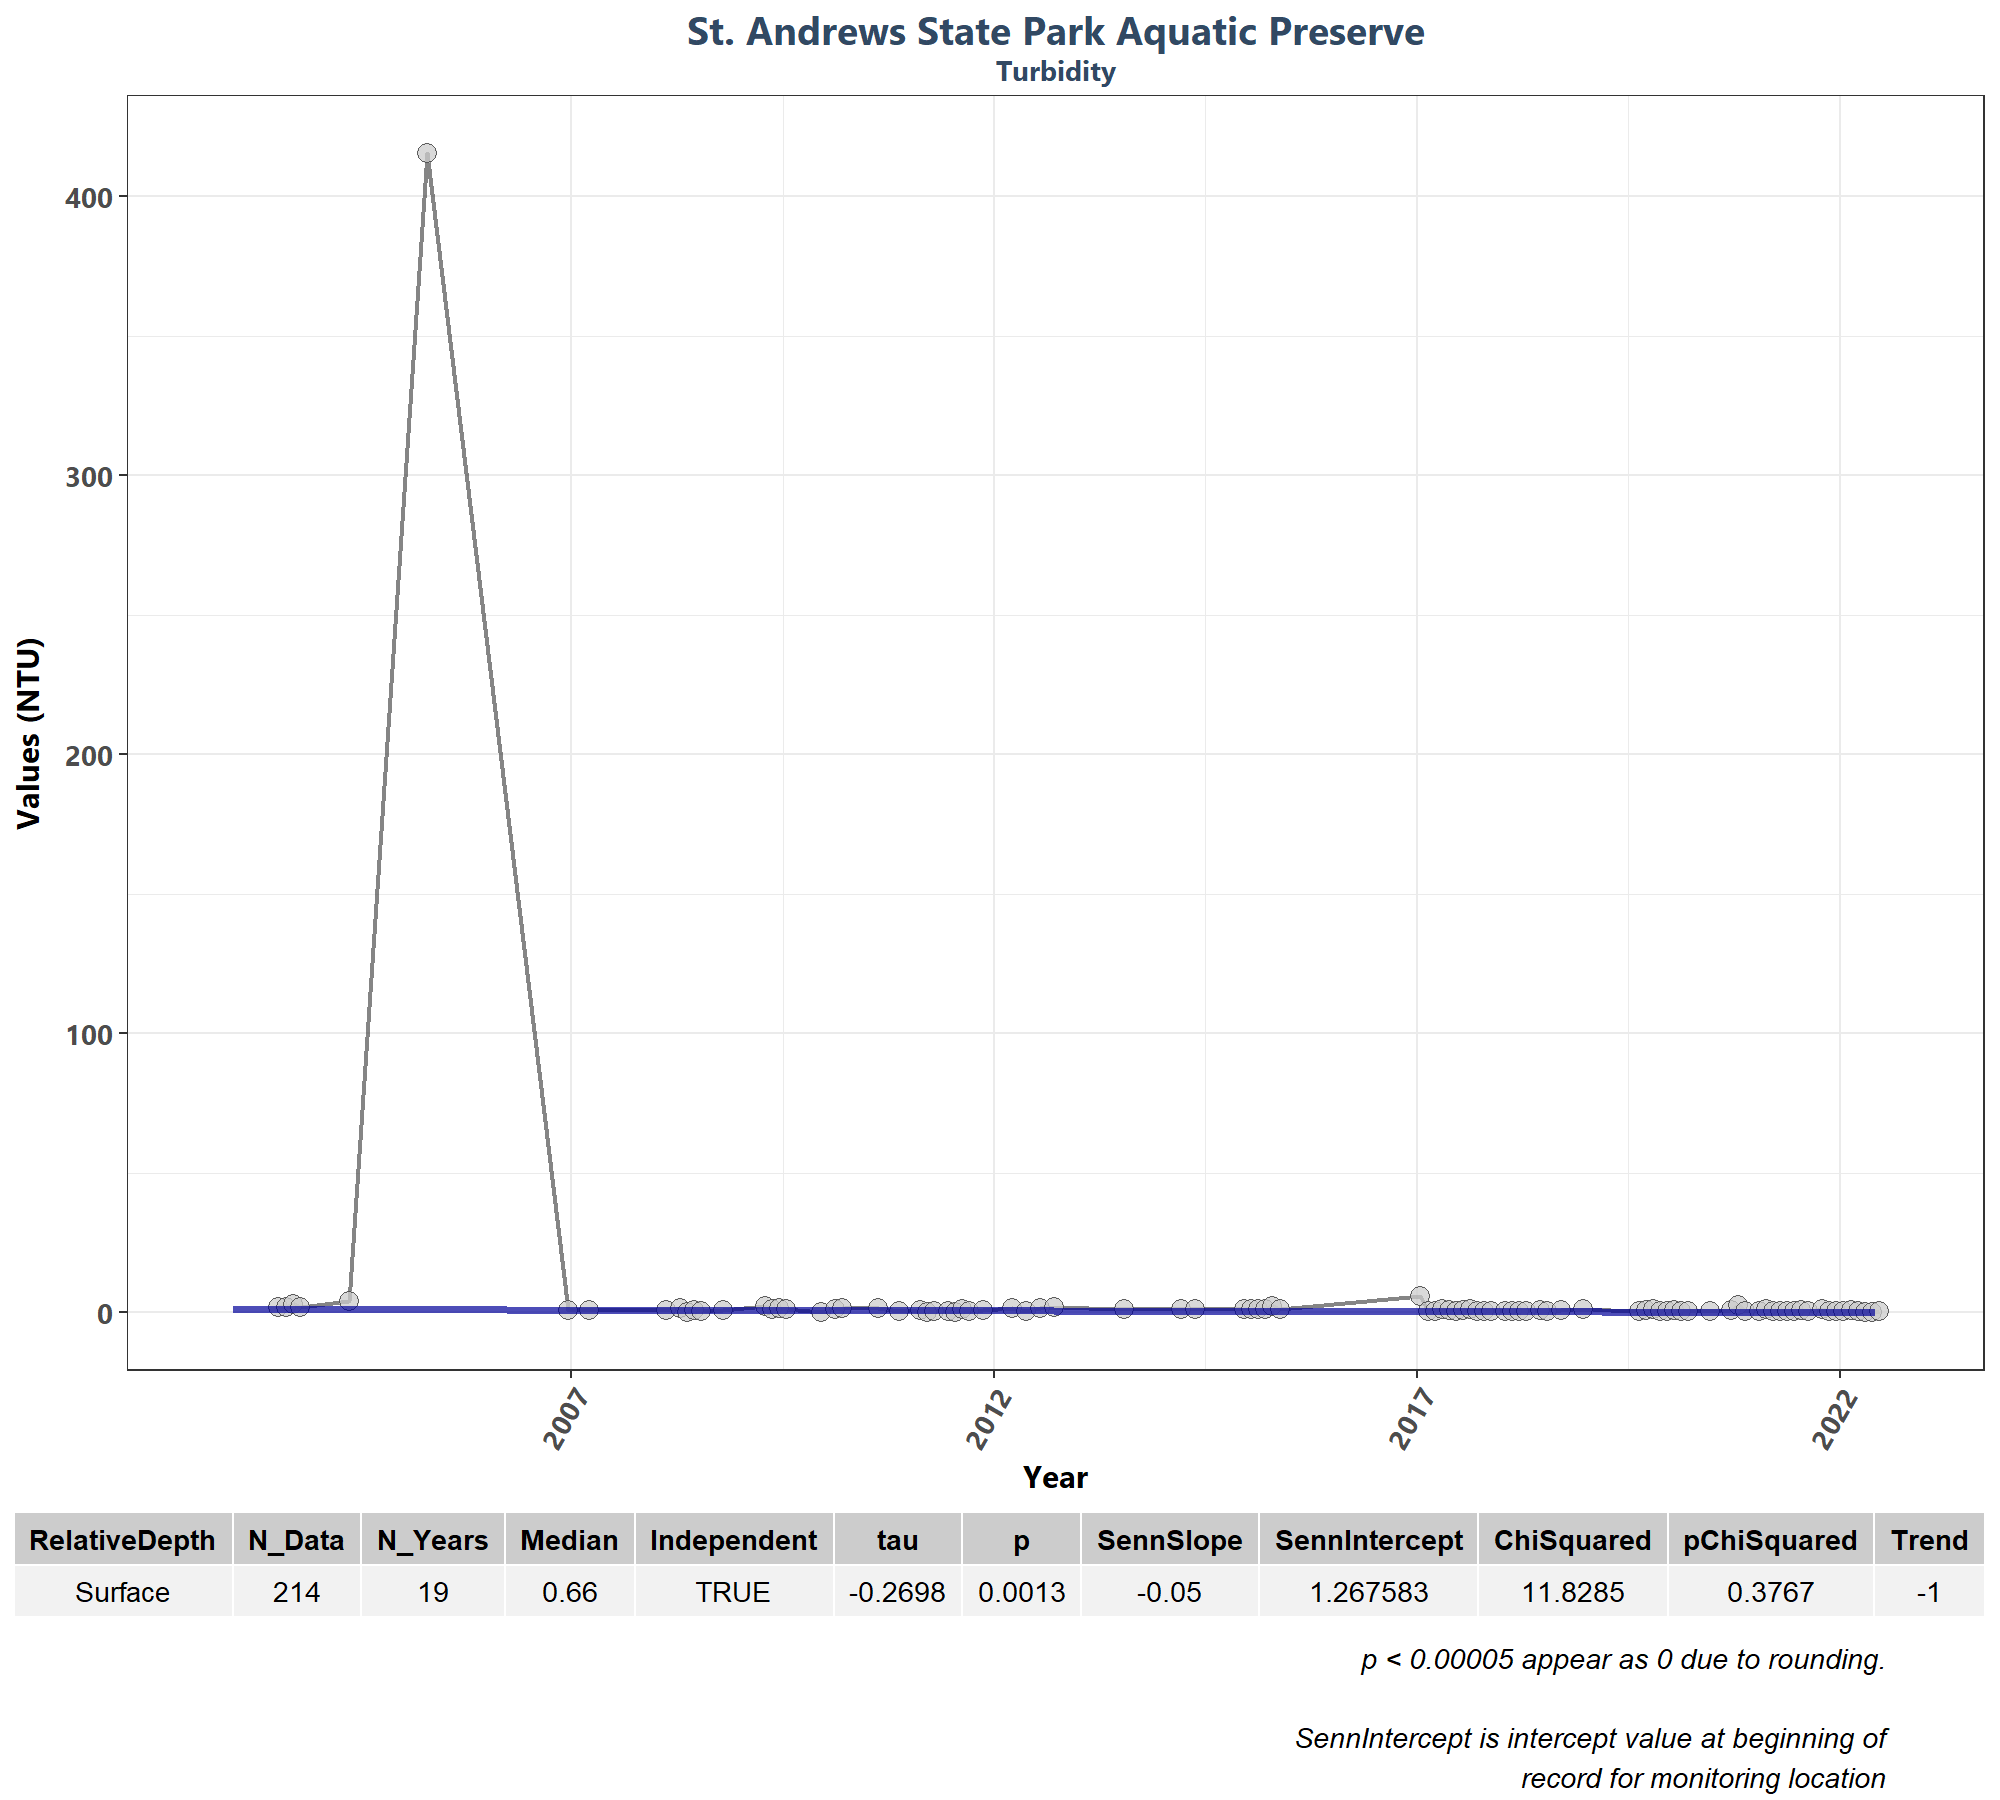 St. Andrews State Park Aquatic Preserve
Turbidity
Values (NTU)
400
300
200
100
0
2007 2012 2017 2022
Year
RelativeDepth N_Data N_Years Median Independent tau p SennSlope SennIntercept ChiSquared pChiSquared Trend
Surface 214 19 0.66 TRUE -0.2698 0.0013 -0.05 1.267583 11.8285 0.3767 -1
p < 0.00005 appear as 0 due to rounding.
SennIntercept is intercept value at beginning of
record for monitoring location